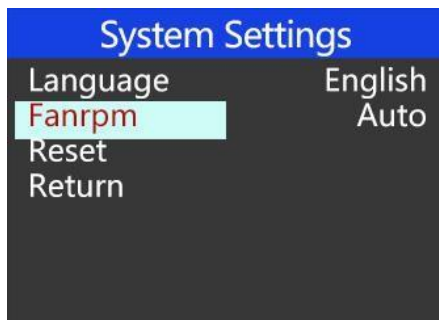 System Settings
Language English
Fanrpm Auto
Reset
Return